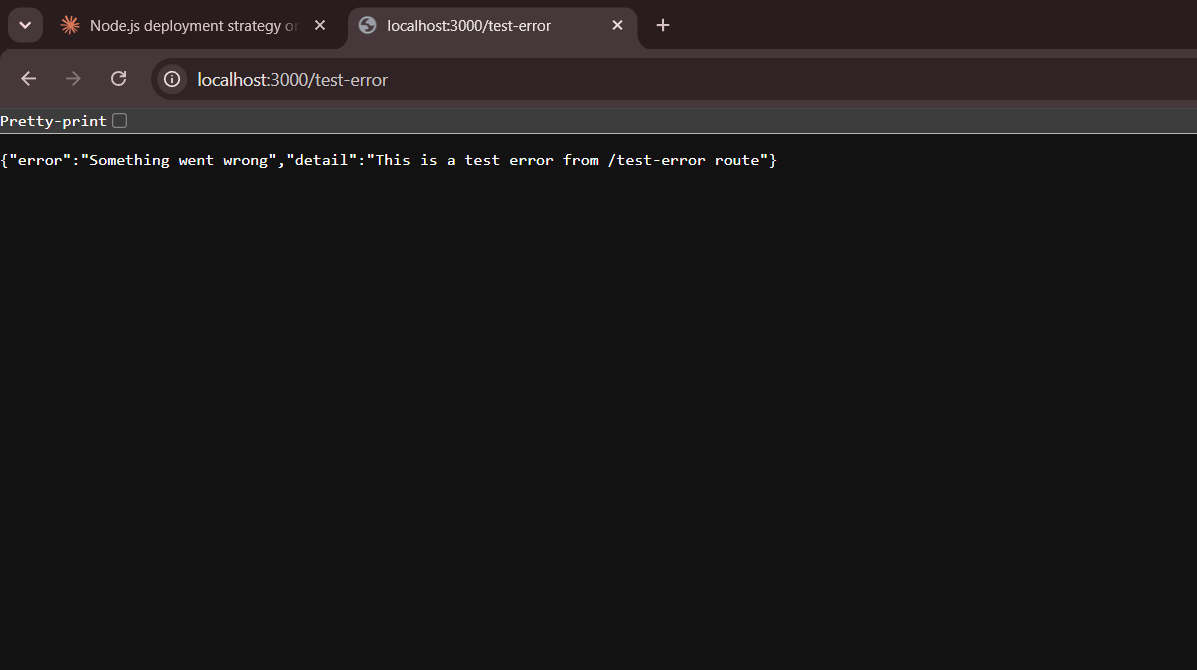 Node.js deployment strategy or
localhost:3000/test-error
localhost:3000/test-error
Pretty-print
{"error":"Something went wrong","detail":"This is a test error from /test-error route"}